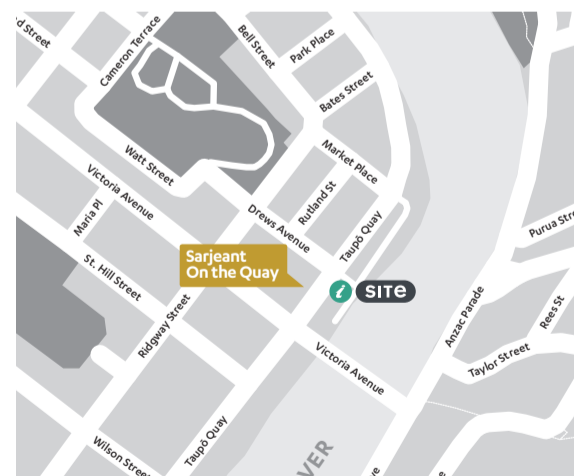 d Street
Cameron Terrace
Bell Street
Park Place
Bates Street
Market Place
Watt Street
Victoria Avenue
Maria Pl
Rutland St
Drews Avenue
Taupō Quay
Purua Stre
Sarjeant
On the Quay
i SITE
St. Hill Street
Ridgway Street
Anzac Parade
Rees St
Taylor Street
Victoria Avenue
Taupō Quay
Wilson Street
VER
ue
e